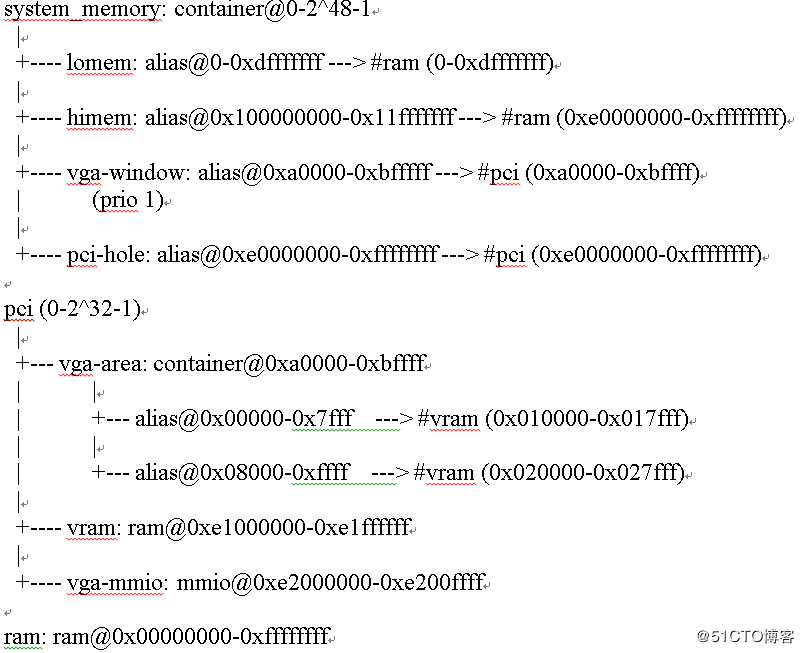 system_memory: container@0-2^48-1
|
+---- lomem: alias@0-0xdfffffff ---> #ram (0-0xdfffffff)
|
+---- himem: alias@0x100000000-0x11fffffff ---> #ram (0xe0000000-0xffffffff)
|
+---- vga-window: alias@0xa0000-0xbfffff ---> #pci (0xa0000-0xbffff)
| (prio 1)
|
+---- pci-hole: alias@0xe0000000-0xffffffff ---> #pci (0xe0000000-0xffffffff)
pci (0-2^32-1)
|
+--- vga-area: container@0xa0000-0xbffff
| |
| +--- alias@0x00000-0x7fff ---> #vram (0x010000-0x017fff)
| |
| +--- alias@0x08000-0xffff ---> #vram (0x020000-0x027fff)
|
+---- vram: ram@0xe1000000-0xe1ffffff
|
+---- vga-mmio: mmio@0xe2000000-0xe200ffff
ram: ram@0x00000000-0xffffffff
@51CTO博客